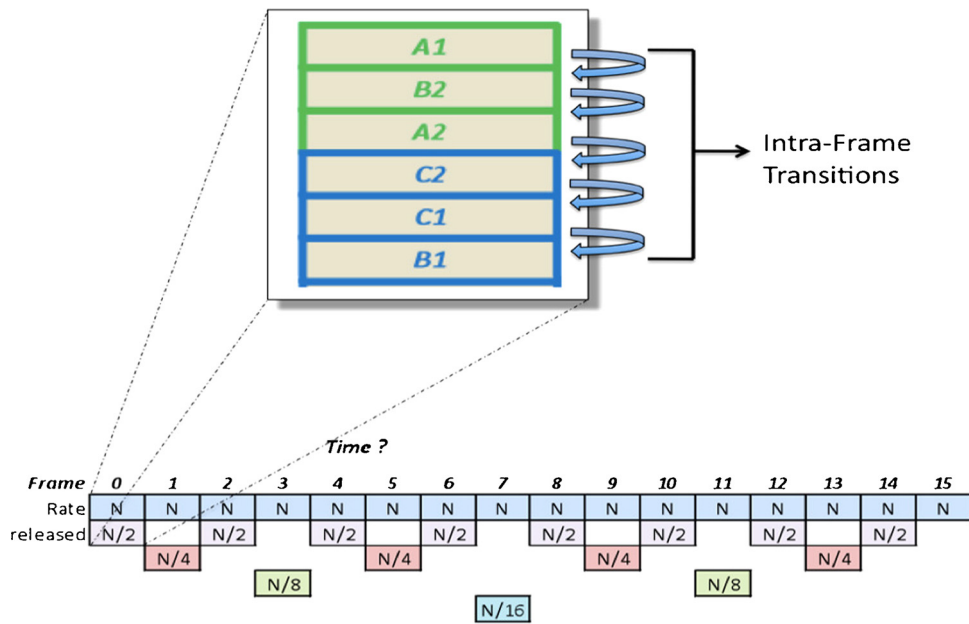 A1
B2
A2
C2
C1
B1
Intra-Frame
Transitions
Time ?
Frame 0 1 2 3 4 5 6 7 8 9 10 11 12 13 14 15
Rate N N N N N N N N N N N N N N N N
released N/2 N/2 N/2 N/2 N/2 N/2 N/2 N/2
N/4 N/4 N/4 N/4
N/8 N/8
N/16